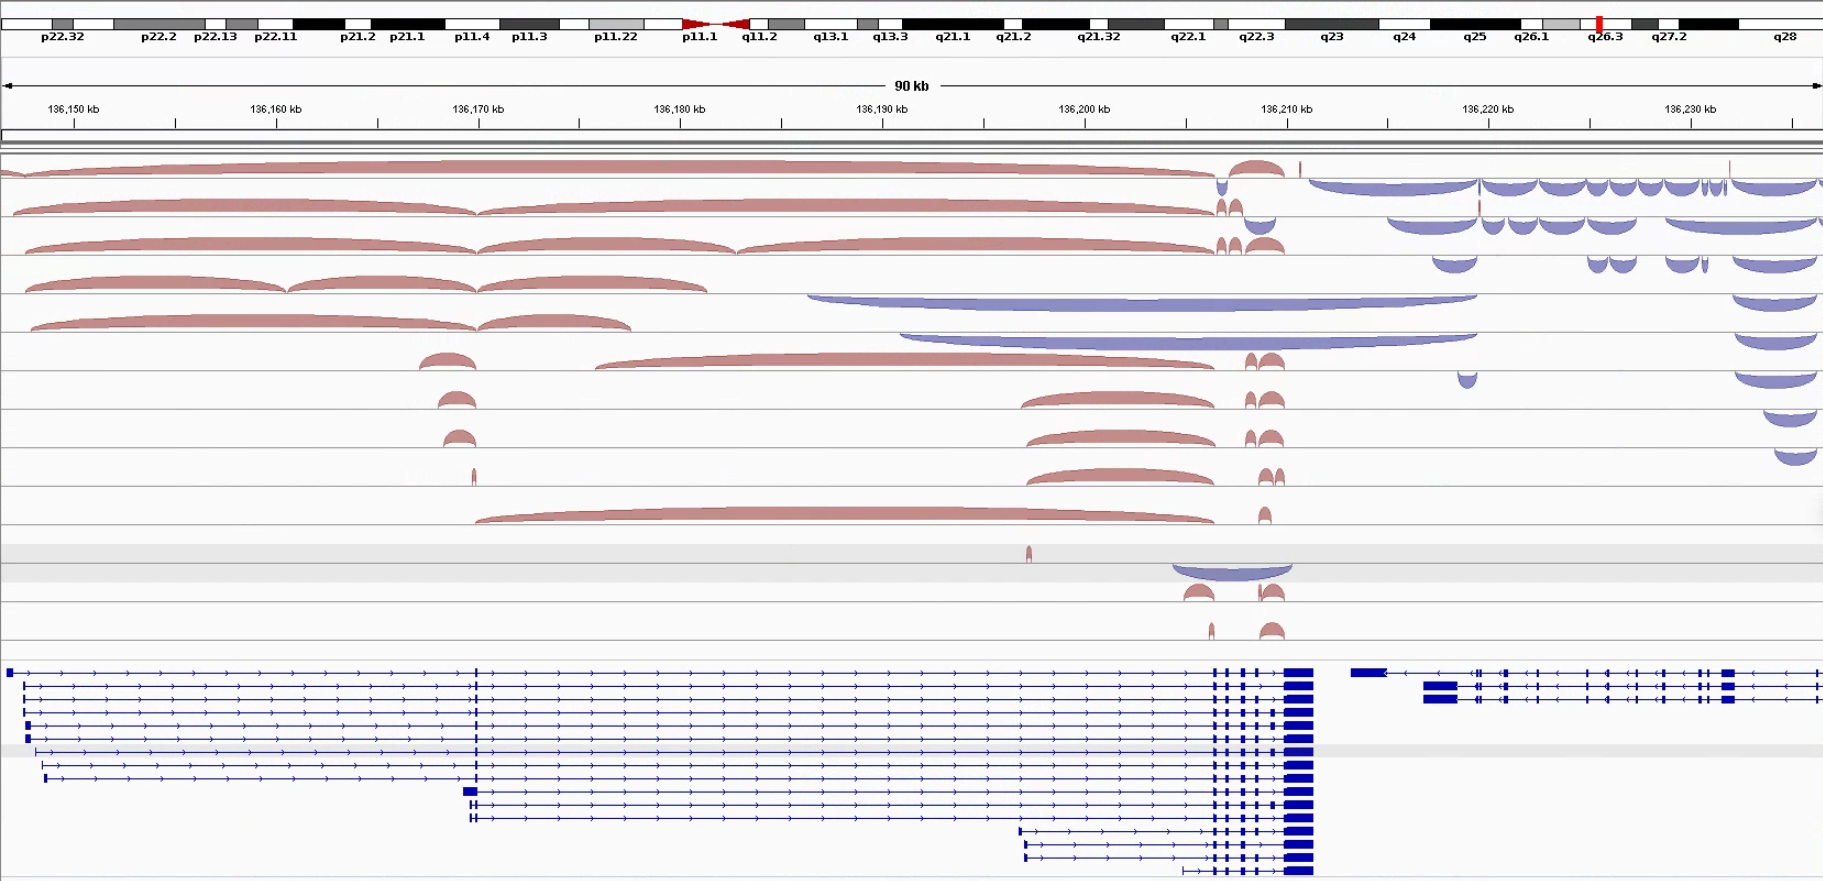 p22.32 p22.2 p22.13 p22.11 p21.2 p21.1 p11.4 p11.3 p11.22 p11.1 q11.2 q13.1 q13.3 q21.1 q21.2 q21.32 q22.1 q22.3 q23 q24 q25 q26.1 q26.3 q27.2 q28
90 kb
136,150 kb 136,160 kb 136,170 kb 136,180 kb 136,190 kb 136,200 kb 136,210 kb 136,220 kb 136,230 kb